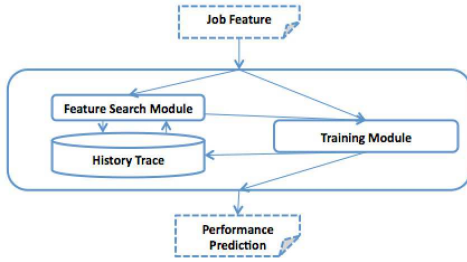 Job Feature
Feature Search Module
Training Module
History Trace
Performance
Prediction